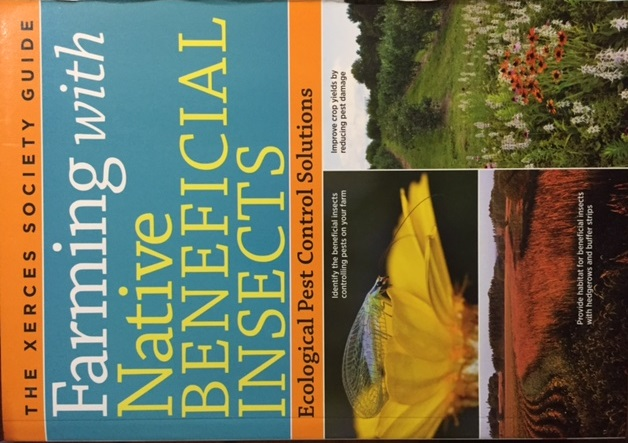 THE XERCES SOCIETY GUIDE
Farming with
Native
BENEFICIAL
INSECTS
Ecological Pest Control Solutions
Improve crop yields by
reducing pest damage
Identify the beneficial insects
controlling pests on your farm
Provide habitat for beneficial insects
with hedgerows and buffer strips